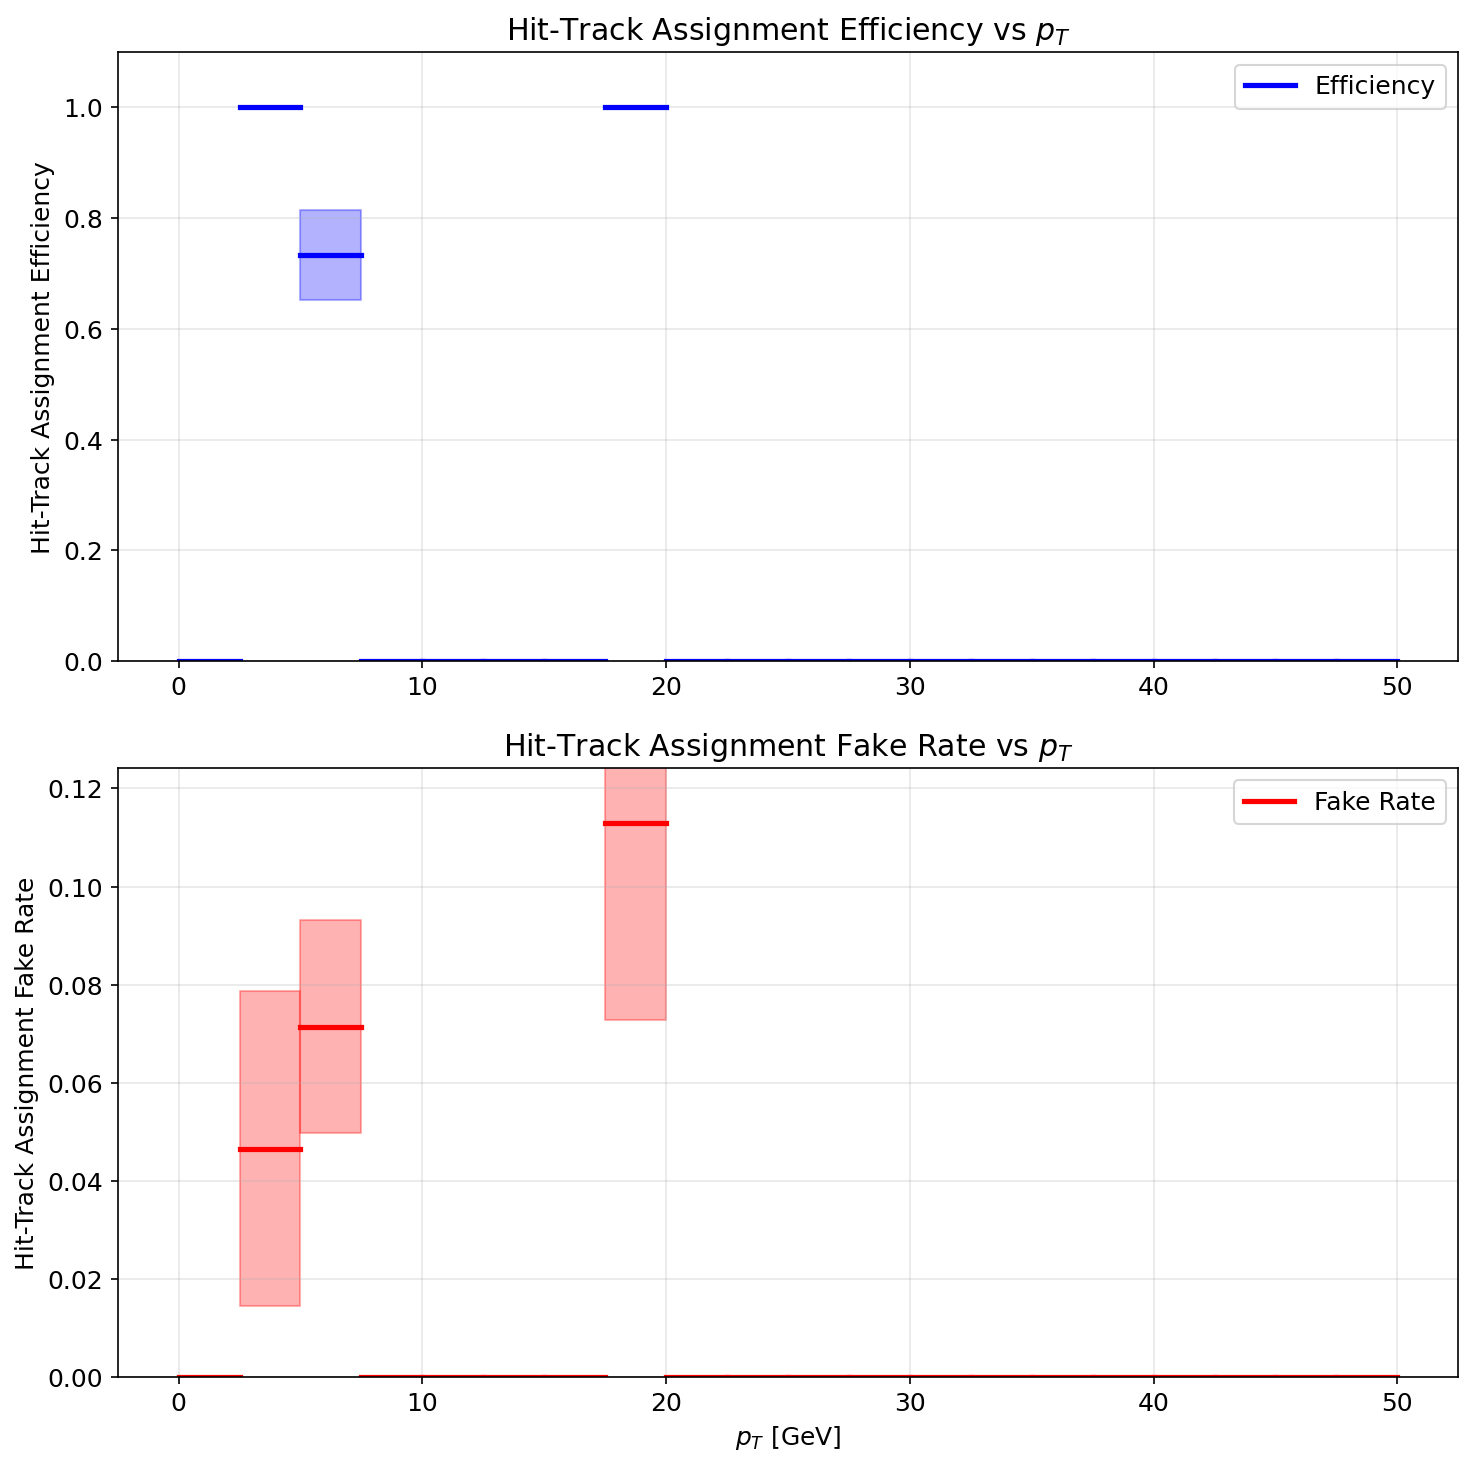 Hit-Track Assignment Efficiency vs $p_T$
Hit-Track Assignment Efficiency
Efficiency
1.0
0.8
0.6
0.4
0.2
0.0
0 10 20 30 40 50
Hit-Track Assignment Fake Rate vs $p_T$
Hit-Track Assignment Fake Rate
Fake Rate
0.12
0.10
0.08
0.06
0.04
0.02
0.00
0 10 20 30 40 50
$p_T$ [GeV]